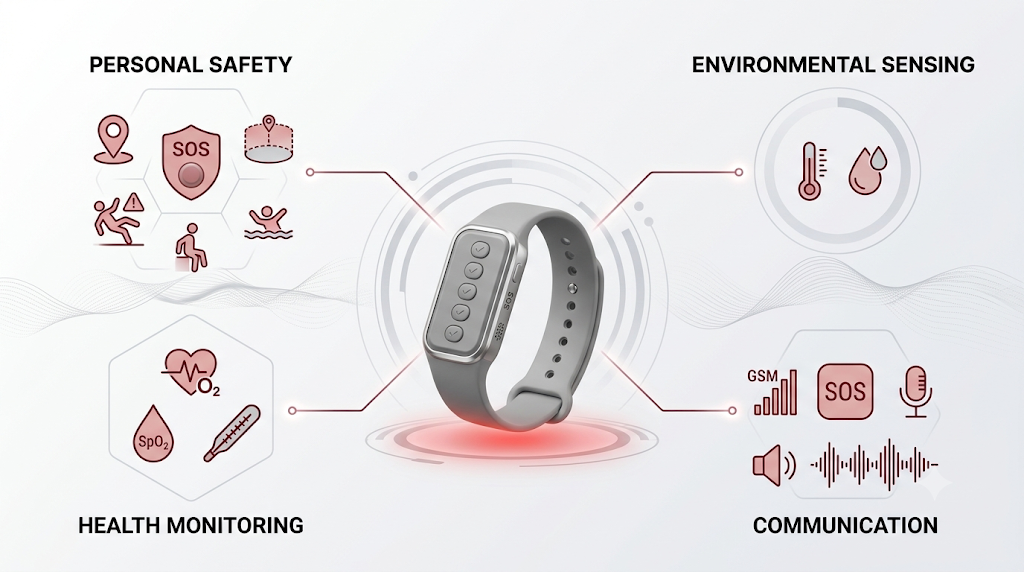 PERSONAL SAFETY
ENVIRONMENTAL SENSING
SOS
SOS
O₂
SpO₂
GSM
SOS
HEALTH MONITORING
COMMUNICATION